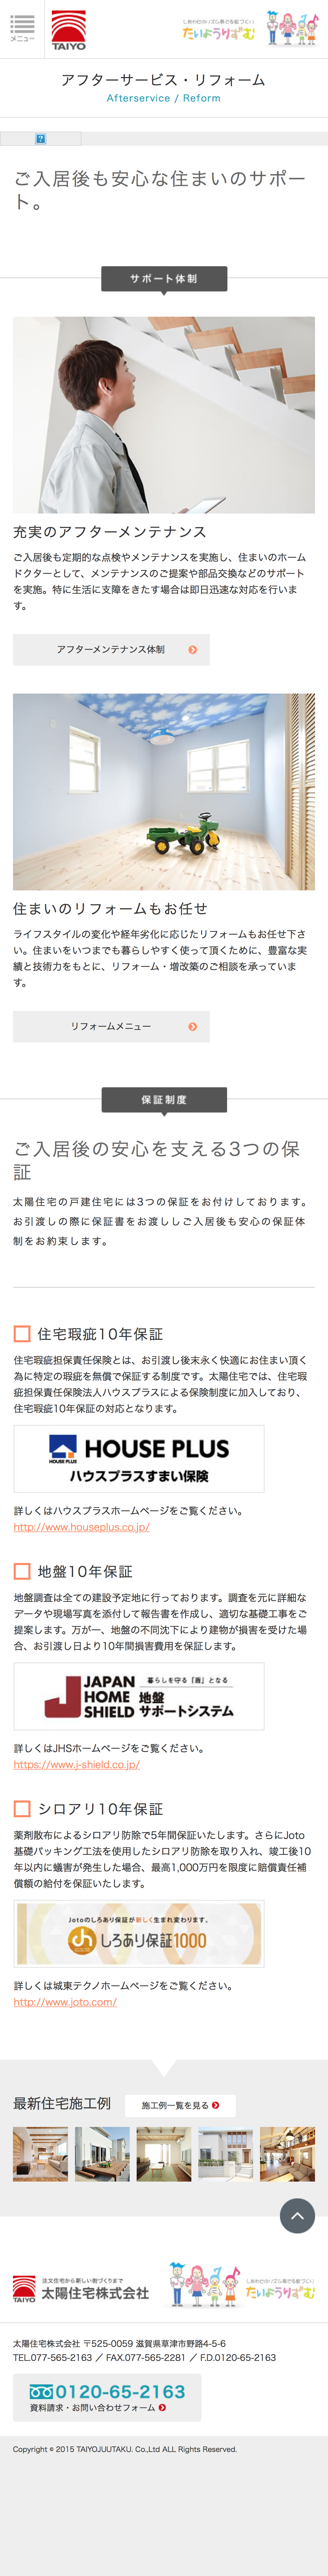 メニュー
TAIYO
しあわせのリズム奏でる街づくり
たいようりずむ
アフターサービス・リフォーム
Afterservice / Reform
ご入居後も安心な住まいのサポー
ト。
サポート体制
充実のアフターメンテナンス
ご入居後も定期的な点検やメンテナンスを実施し、住まいのホーム
ドクターとして、メンテナンスのご提案や部品交換などのサポート
を実施。特に生活に支障をきたす場合は即日迅速な対応を行いま
す。
アフターメンテナンス体制
住まいのリフォームもお任せ
ライフスタイルの変化や経年劣化に応じたリフォームもお任せ下さ
い。住まいをいつまでも暮らしやすく使って頂くために、豊富な実
績と技術力をもとに、リフォーム・増改築のご相談を承っていま
す。
リフォームメニュー
保証制度
ご入居後の安心を支える3つの保
証
太陽住宅の戸建住宅には3つの保証をお付けしております。
お引渡しの際に保証書をお渡ししご入居後も安心の保証体
制をお約束します。
住宅瑕疵10年保証
住宅瑕疵担保責任保険とは、お引渡し後末永く快適にお住まい頂く
為に特定の瑕疵を無償で保証する制度です。太陽住宅では、住宅瑕
疵担保責任保険法人ハウスプラスによる保険制度に加入しており、
住宅瑕疵10年保証の対応となります。
HOUSE PLUS
HOUSE PLUS
ハウスプラスすまい保険
詳しくはハウスプラスホームページをご覧ください。
http://www.houseplus.co.jp/
地盤10年保証
地盤調査は全ての建設予定地に行っております。調査を元に詳細な
データや現場写真を添付して報告書を作成し、適切な基礎工事をご
提案します。万が一、地盤の不同沈下により建物が損害を受けた場
合、お引渡し日より10年間損害費用を保証します。
JAPAN
HOME
SHIELD
暮らしを守る「盾」となる
地盤
サポートシステム
詳しくはJHSホームページをご覧ください。
https://www.j-shield.co.jp/
シロアリ10年保証
薬剤散布によるシロアリ防除で5年間保証いたします。さらにJoto
基礎パッキング工法を使用したシロアリ防除を取り入れ、竣工後10
年以内に蟻害が発生した場合、最高1,000万円を限度に賠償責任補
償額の給付を保証いたします。
Jotoのしろあり保証が新しく生まれ変わります。
しろあり保証1000
詳しくは城東テクノホームページをご覧ください。
http://www.joto.com/
最新住宅施工例
施工例一覧を見る
TAIYO
注文住宅から新しい街づくりまで
太陽住宅株式会社
しあわせのリズム奏でる街づくり
たいようりずむ
太陽住宅株式会社 〒525-0059 滋賀県草津市野路4-5-6
TEL.077-565-2163 ／ FAX.077-565-2281 ／ F.D.0120-65-2163
0120-65-2163
資料請求・お問い合わせフォーム
Copyright © 2015 TAIYOJUUTAKU. Co.,Ltd ALL Rights Reserved.